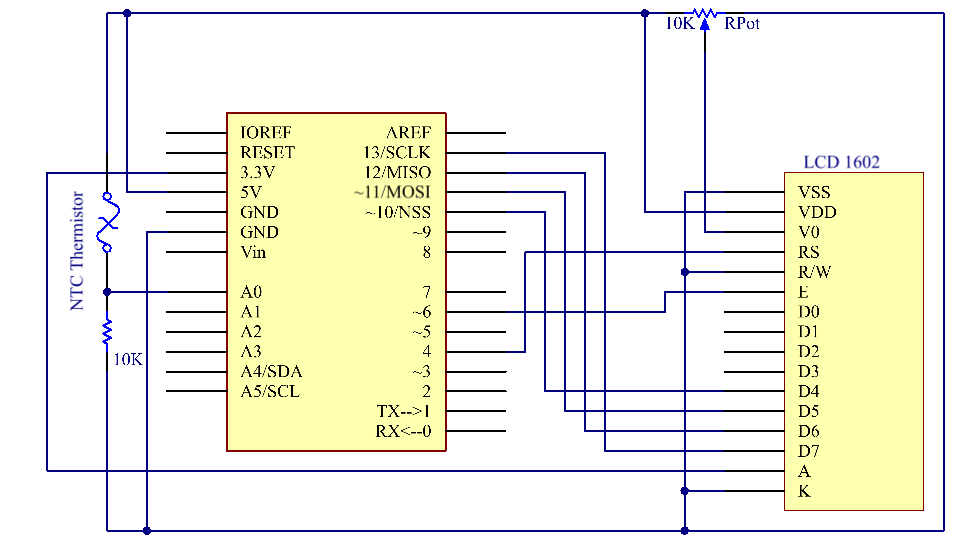 10K RPot
IOREF
RESET
3.3V
5V
GND
GND
Vin
A0
A1
A2
A3
A4/SDA
A5/SCL
AREF
13/SCLK
12/MISO
~11/MOSI
~10/NSS
~9
8
7
~6
~5
4
~3
2
TX-->1
RX<--0
NTC Thermistor
10K
LCD 1602
VSS
VDD
V0
RS
R/W
E
D0
D1
D2
D3
D4
D5
D6
D7
A
K